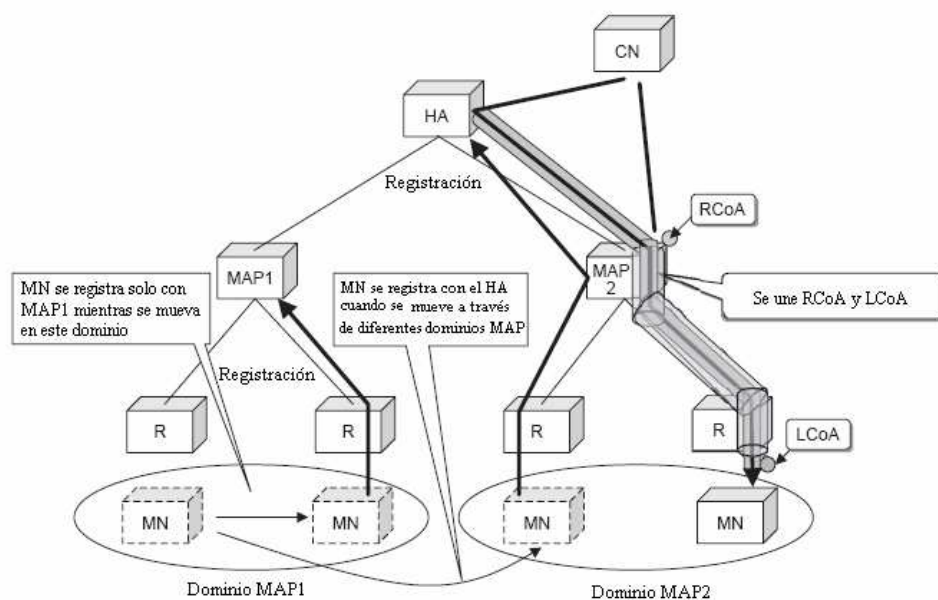 CN
HA
Registración
RCoA
MAP1
MAP
2
MN se registra solo con
MAP1 mientras se mueva
en este dominio
MN se registra con el HA
cuando se mueve a través
de diferentes dominios MAP
Se une RCoA y LCoA
Registración
R
R
R
R
LCoA
MN
MN
MN
MN
Dominio MAP1
Dominio MAP2